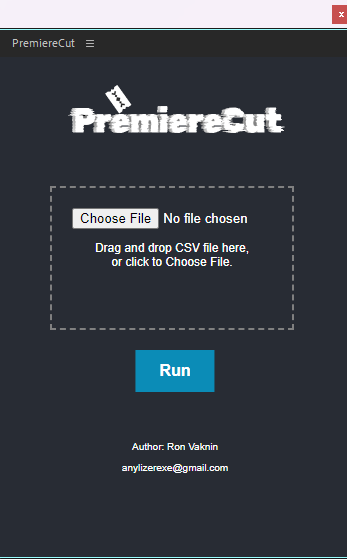 x
PremiereCut ☰
PremiereCut
Choose File No file chosen
Drag and drop CSV file here,
or click to Choose File.
Run
Author: Ron Vaknin
anylizerexe@gmail.com